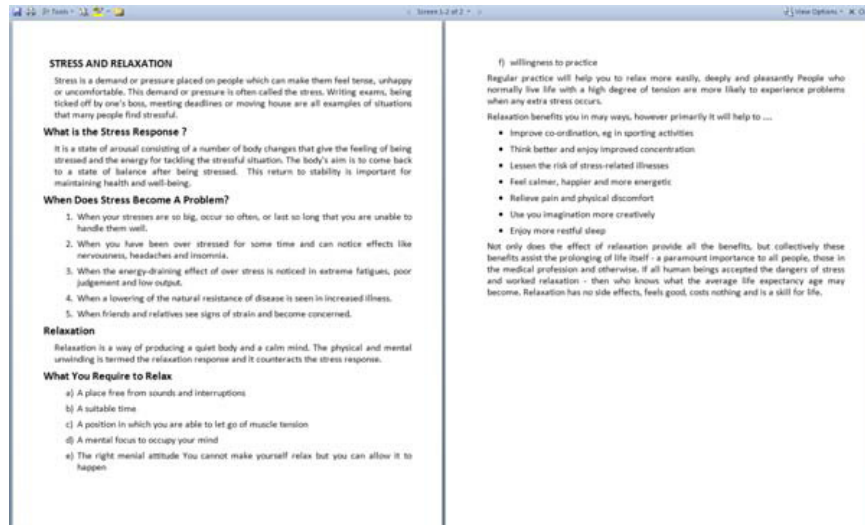 Tools
Screen 1-2 of 2
View Options
STRESS AND RELAXATION
Stress is a demand or pressure placed on people which can make them feel tense, unhappy
or uncomfortable. This demand or pressure is often called the stress. Writing exams, being
ticked off by one's boss, meeting deadlines or moving house are all examples of situations
that many people find stressful.
What is the Stress Response ?
It is a state of arousal consisting of a number of body changes that give the feeling of being
stressed and the energy for tackling the stressful situation. The body's aim is to come back
to a state of balance after being stressed. This return to stability is important for
maintaining health and well-being.
When Does Stress Become A Problem?
1. When your stresses are so big, occur so often, or last so long that you are unable to
handle them well.
2. When you have been over stressed for some time and can notice effects like
nervousness, headaches and insomnia.
3. When the energy-draining effect of over stress is noticed in extreme fatigues, poor
judgement and low output.
4. When a lowering of the natural resistance of disease is seen in increased illness.
5. When friends and relatives see signs of strain and become concerned.
Relaxation
Relaxation is a way of producing a quiet body and a calm mind. The physical and mental
unwinding is termed the relaxation response and it counteracts the stress response.
What You Require to Relax
a) A place free from sounds and interruptions
b) A suitable time
c) A position in which you are able to let go of muscle tension
d) A mental focus to occupy your mind
e) The right menial attitude You cannot make yourself relax but you can allow it to
happen
f) willingness to practice
Regular practice will help you to relax more easily, deeply and pleasantly People who
normally live life with a high degree of tension are more likely to experience problems
when any extra stress occurs.
Relaxation benefits you in may ways, however primarily it will help to ....
• Improve co-ordination, eg in sporting activities
• Think better and enjoy improved concentration
• Lessen the risk of stress-related illnesses
• Feel calmer, happier and more energetic
• Relieve pain and physical discomfort
• Use you imagination more creatively
• Enjoy more restful sleep
Not only does the effect of relaxation provide all the benefits, but collectively these
benefits assist the prolonging of life itself - a paramount importance to all people, those in
the medical profession and otherwise. If all human beings accepted the dangers of stress
and worked relaxation - then who knows what the average life expectancy age may
become. Relaxation has no side effects, feels good, costs nothing and is a skill for life.